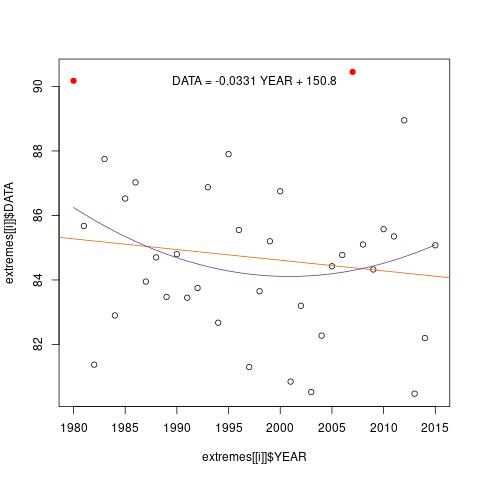 DATA = -0.0331 YEAR + 150.8
90
88
86
84
82
extremes[[i]]$DATA
1980 1985 1990 1995 2000 2005 2010 2015
extremes[[i]]$YEAR